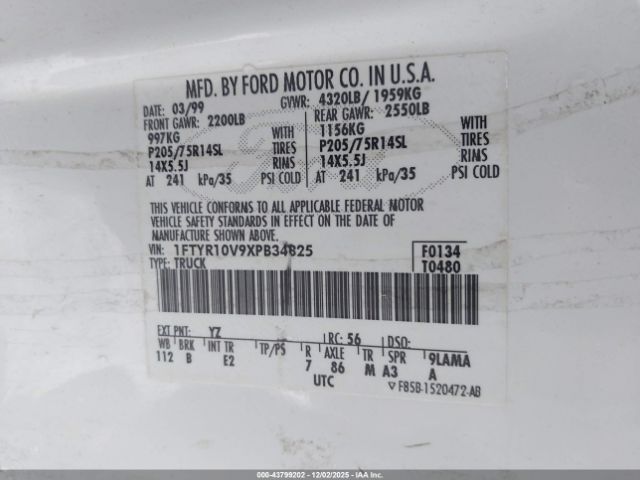 MFD. BY FORD MOTOR CO. IN U.S.A.
DATE: 03/99 GVWR: 4320LB/ 1959KG
FRONT GAWR: 2200LB REAR GAWR: 2550LB
997KG WITH 1156KG WITH
P205/75R14SL TIRES P205/75R14SL TIRES
14X5.5J RIMS 14X5.5J RIMS
AT 241 kPa/35 PSI COLD AT 241 kPa/35 PSI COLD
THIS VEHICLE CONFORMS TO ALL APPLICABLE FEDERAL MOTOR
VEHICLE SAFETY STANDARDS IN EFFECT ON THE DATE OF
MANUFACTURE SHOWN ABOVE.
VIN: 1FTYR10V9XPB34825 F0134
TYPE: TRUCK T0480
EXT PNT: YZ RC: 56 DSO:
WB BRK INT TR TP/PS R AXLE TR SPR 9LAMA
112 B E2 7 86 M A3 A
UTC ▽ F85B-1520472-AB
000-43799202 - 12/02/2025 - COPYRIGHT IAA, LLC.